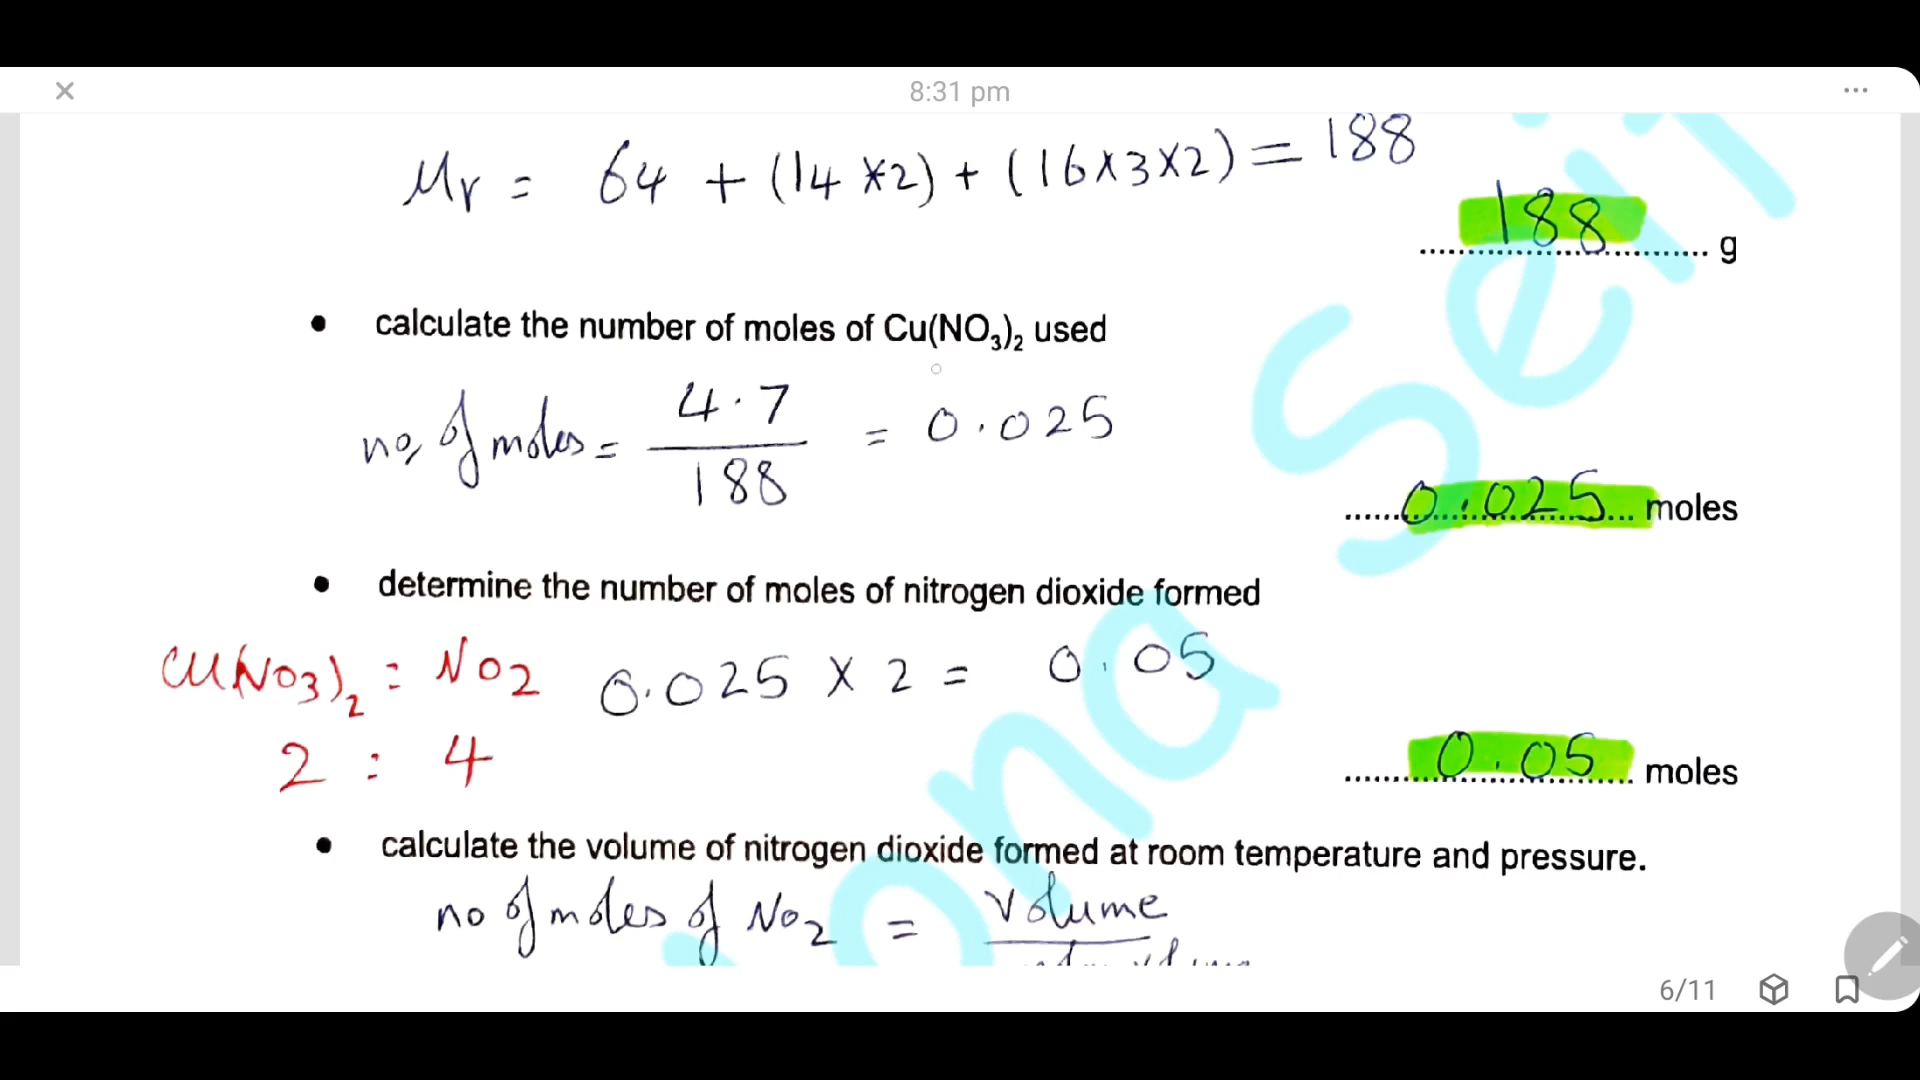 8:31 pm
Mr = 64 + (14 x2) + (16x3x2) = 188
188 g
• calculate the number of moles of Cu(NO₃)₂ used
no, of moles = 4.7 / 188 = 0.025
0.025 moles
• determine the number of moles of nitrogen dioxide formed
Cu(NO3)2 : NO2 0.025 x 2 = 0.05
2 : 4
0.05 moles
• calculate the volume of nitrogen dioxide formed at room temperature and pressure.
no of moles of NO2 = Volume
6/11